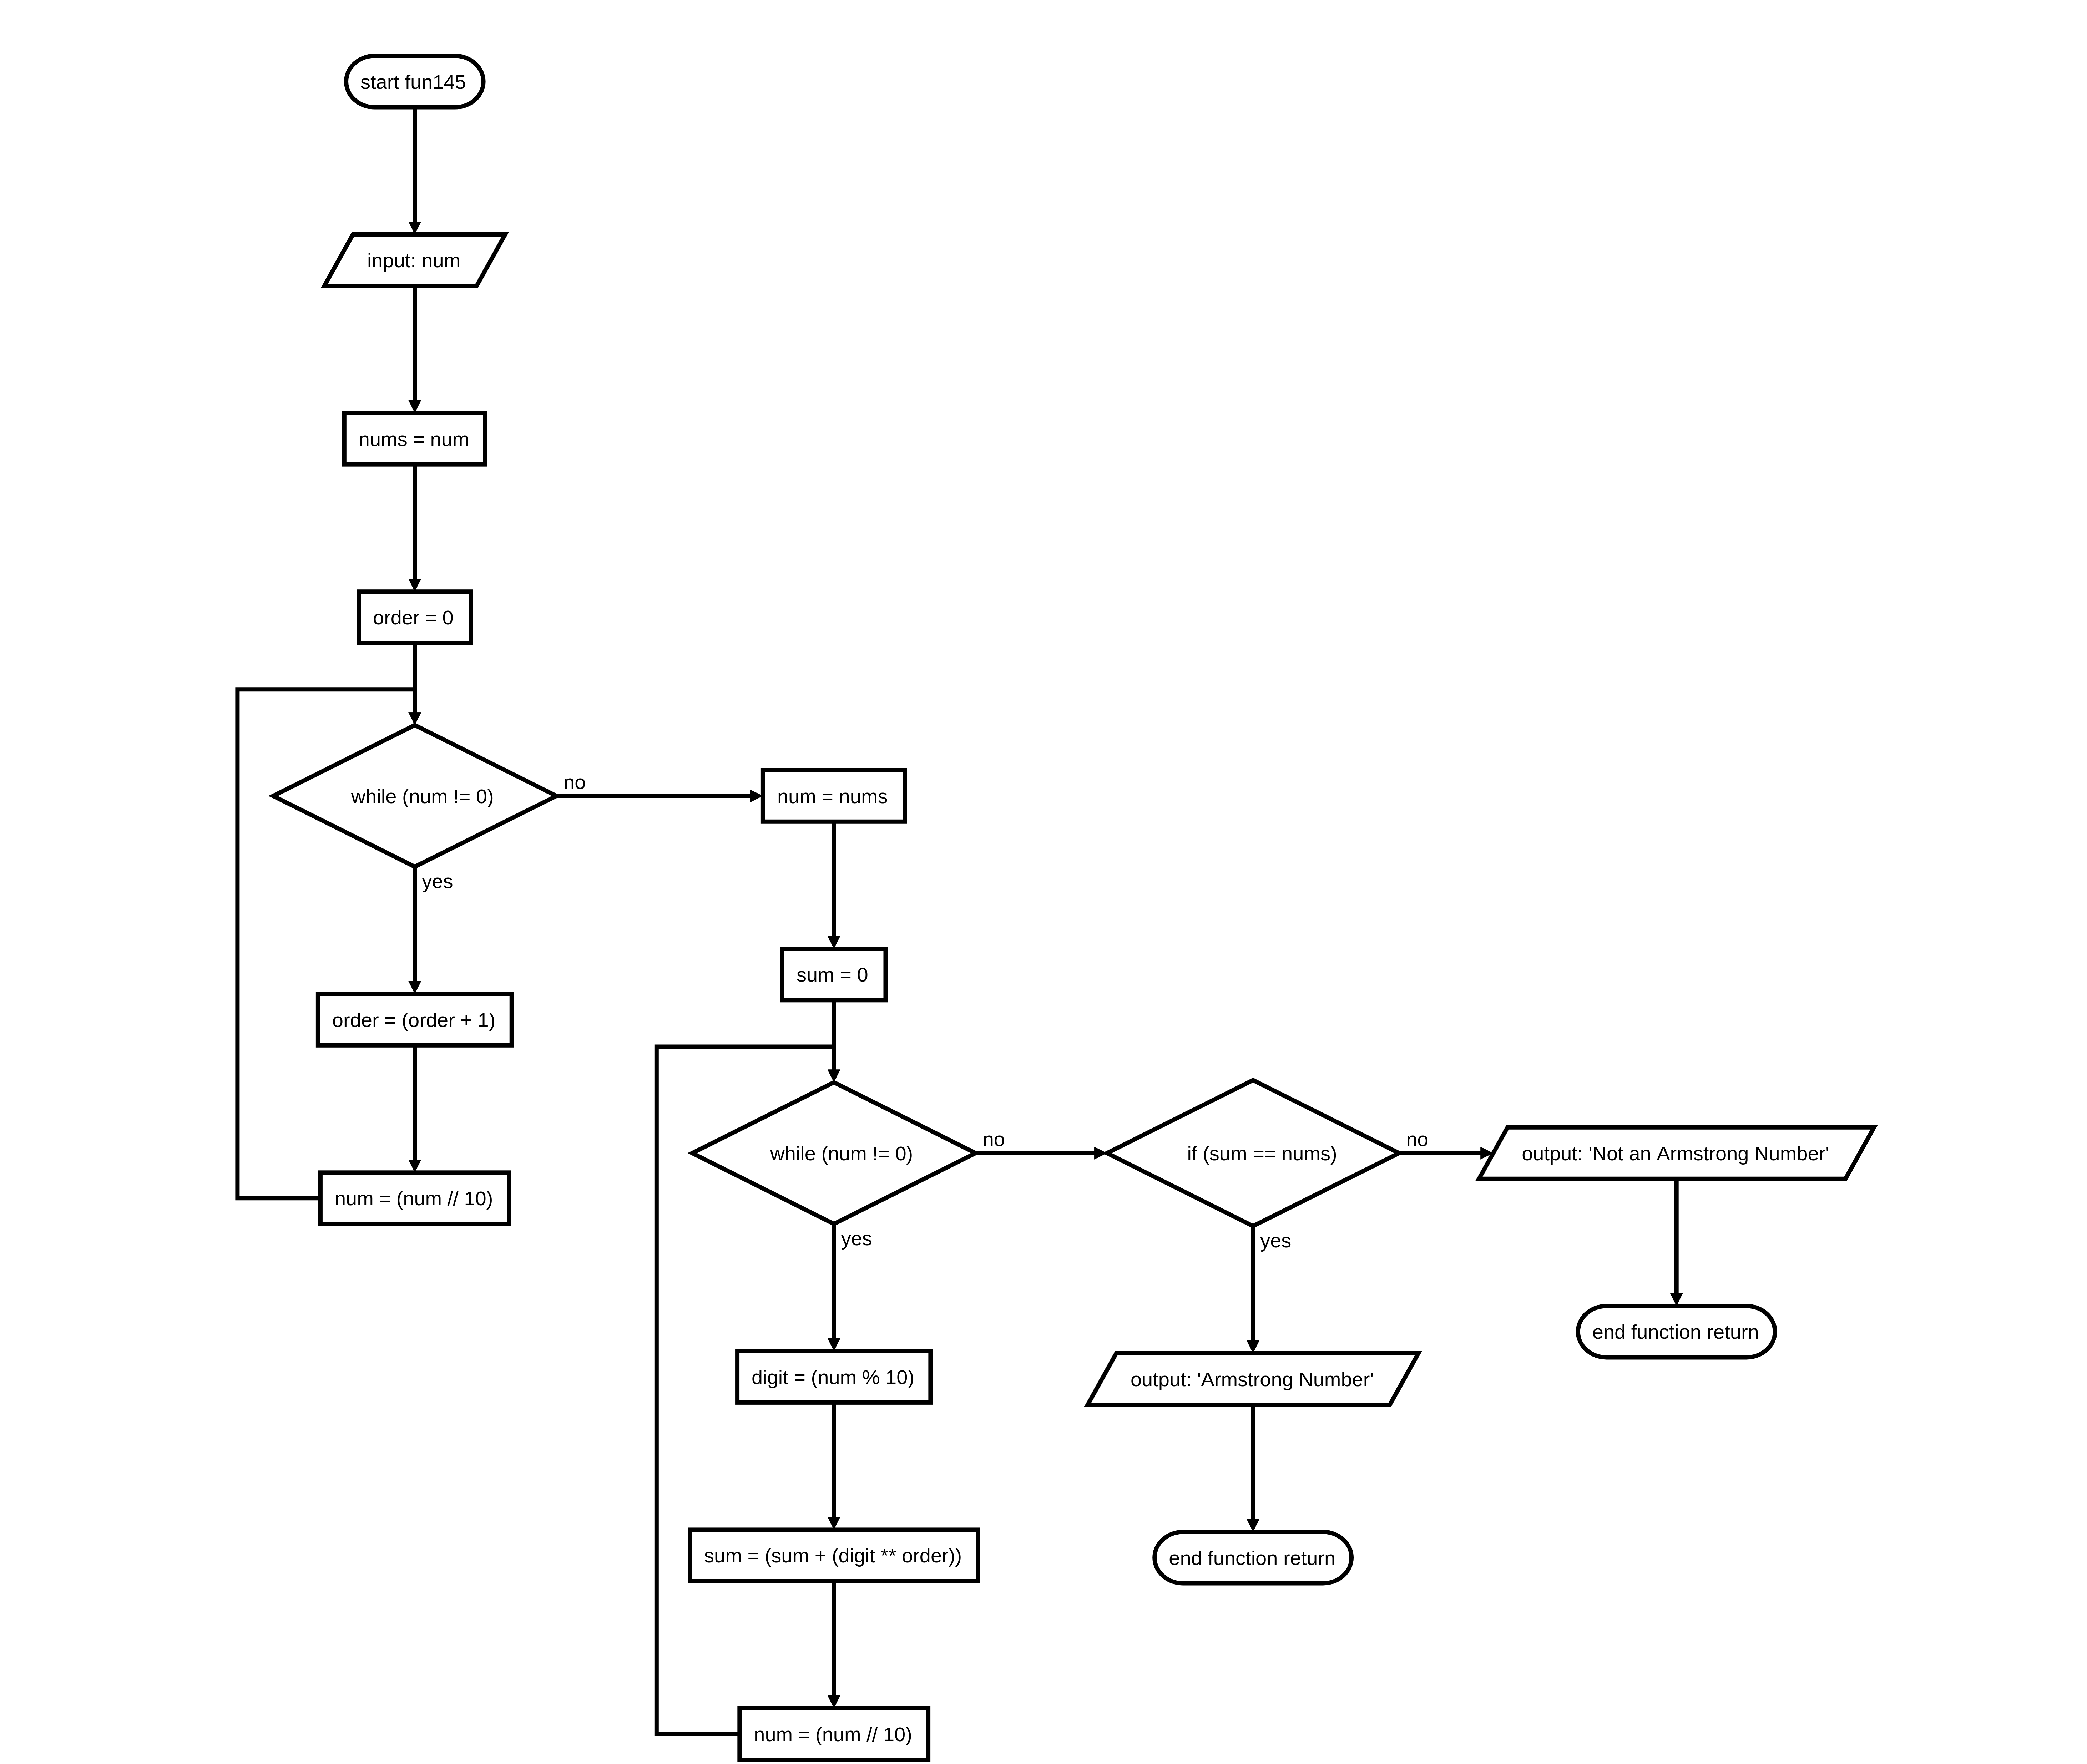 start fun145
input: num
nums = num
order = 0
while (num != 0)
no
yes
order = (order + 1)
num = (num // 10)
num = nums
sum = 0
while (num != 0)
no
yes
digit = (num % 10)
sum = (sum + (digit ** order))
num = (num // 10)
if (sum == nums)
no
yes
output: 'Armstrong Number'
end function return
output: 'Not an Armstrong Number'
end function return